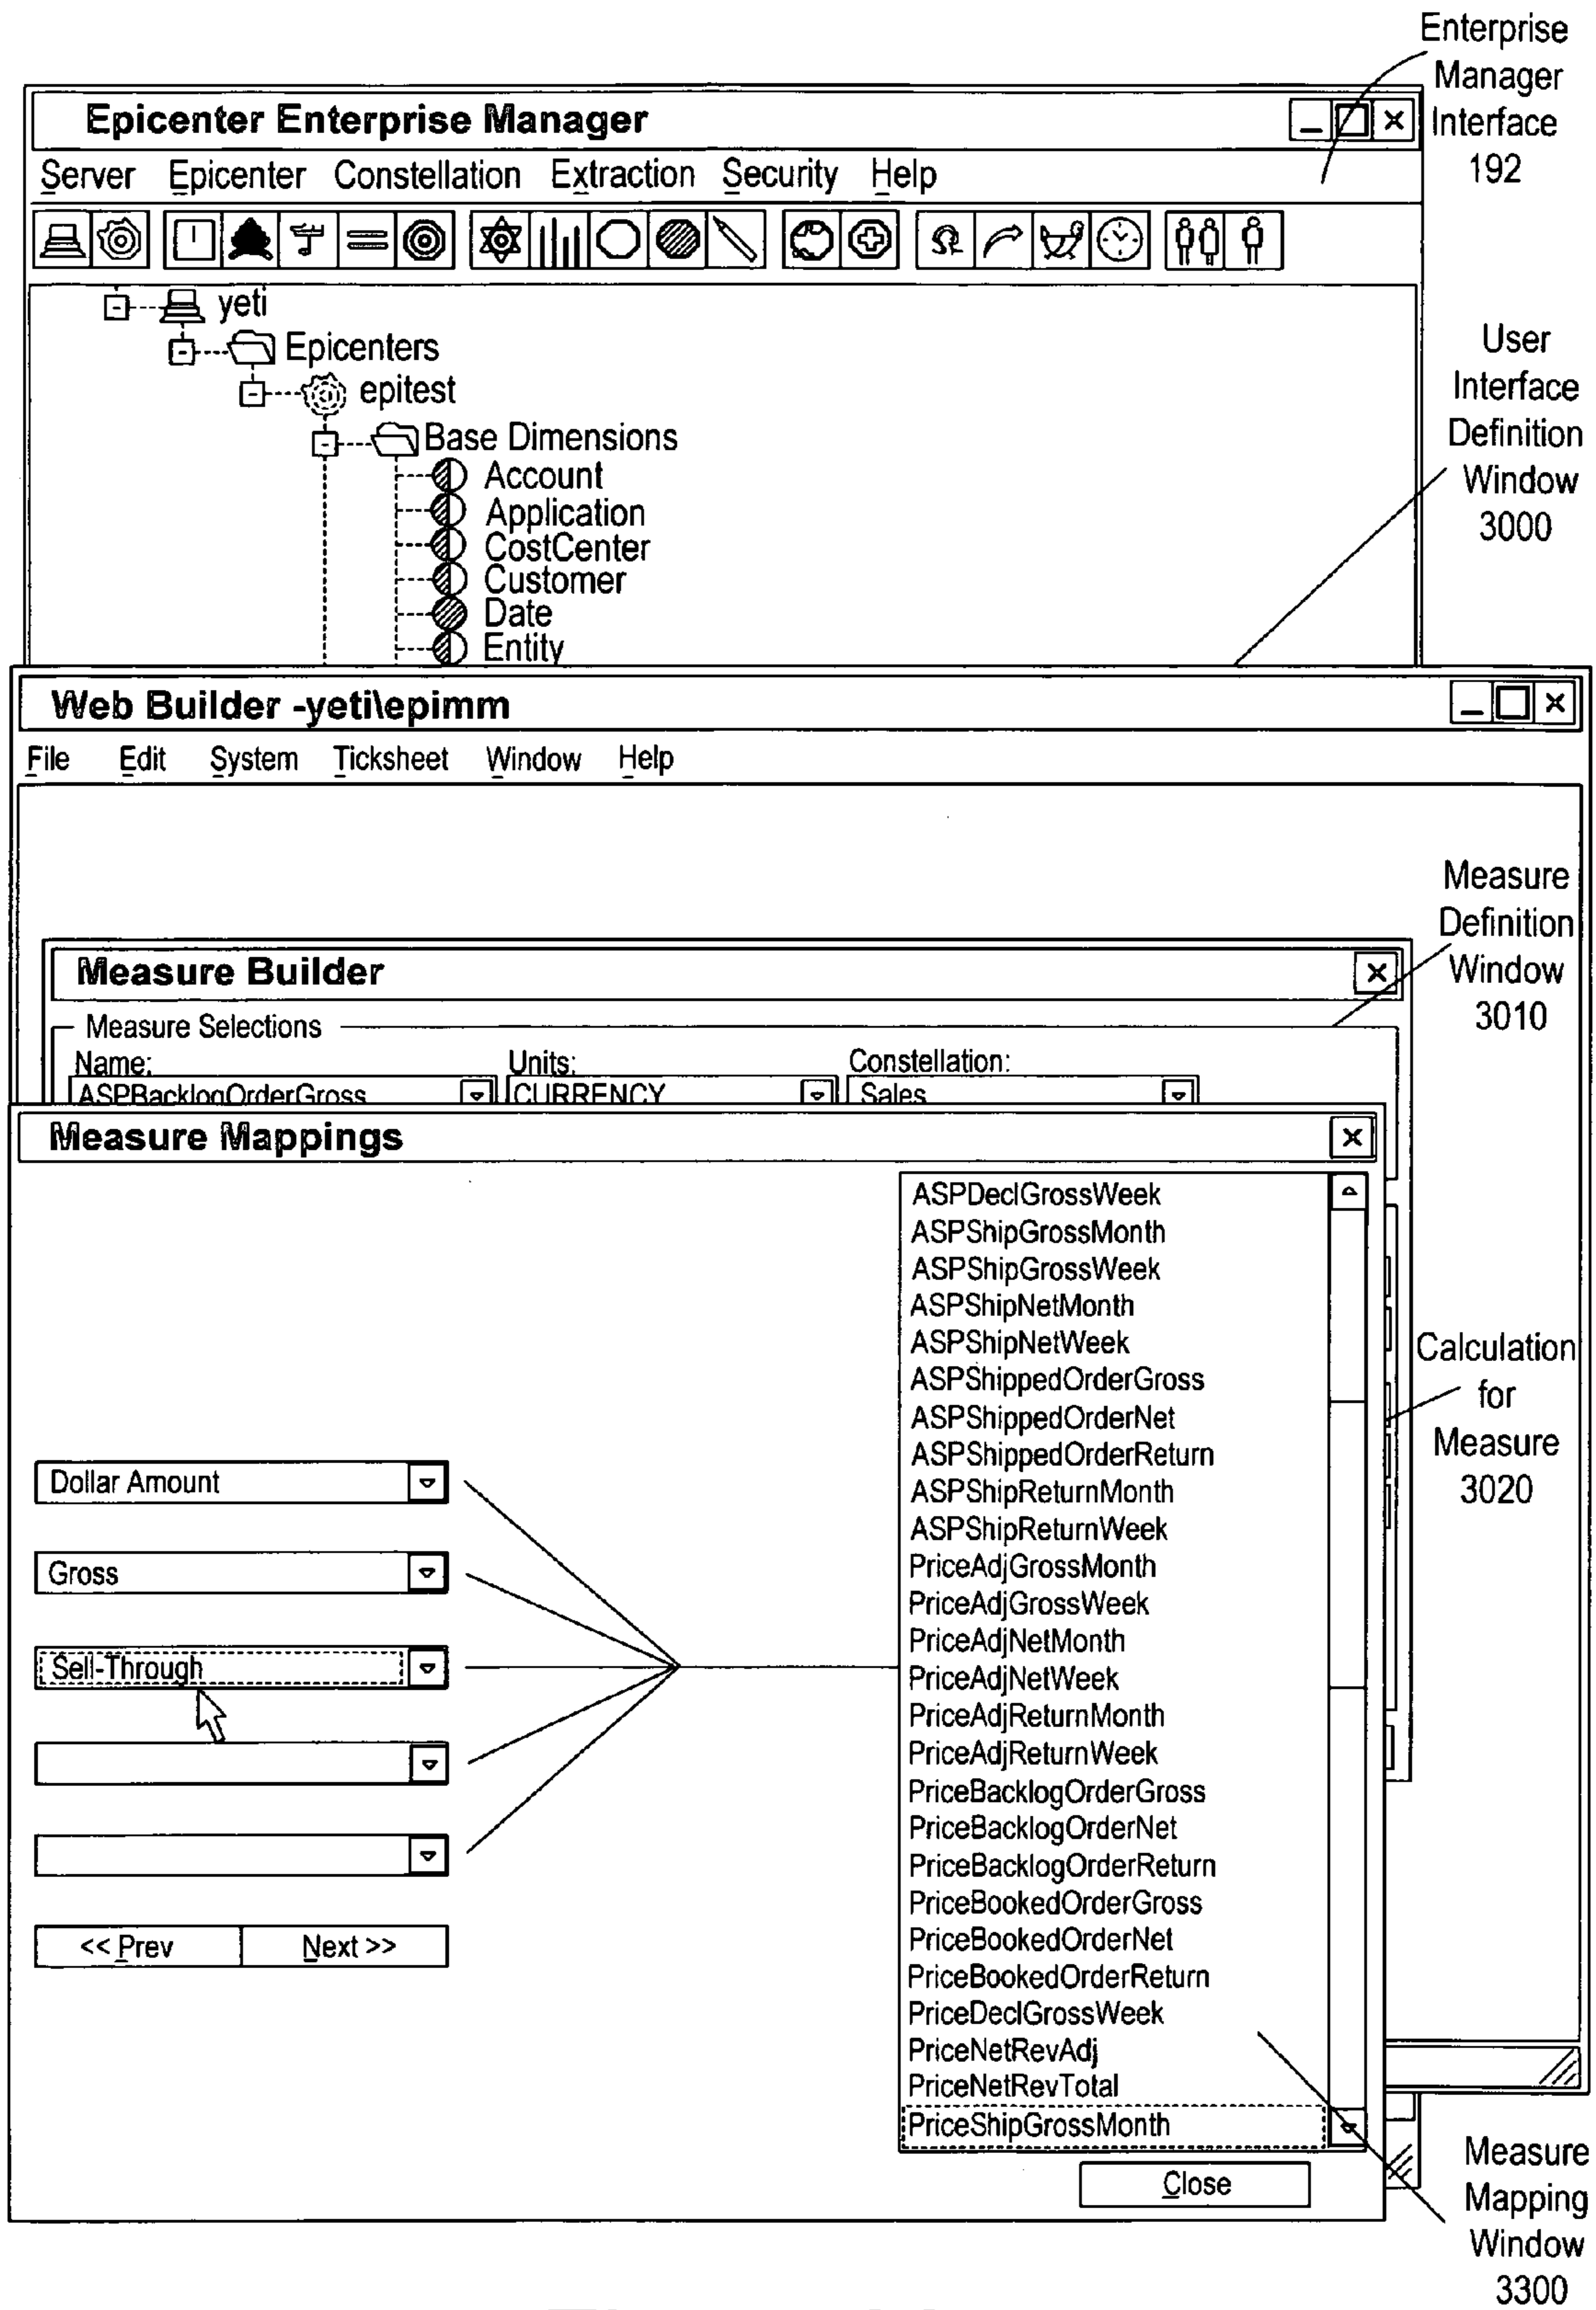 Enterprise
Manager
Interface
192
Epicenter Enterprise Manager
Server Epicenter Constellation Extraction Security Help
yeti
Epicenters
epitest
Base Dimensions
Account
Application
CostCenter
Customer
Date
Entity
User
Interface
Definition
Window
3000
Web Builder -yeti\epimm
File Edit System Ticksheet Window Help
Measure
Definition
Window
3010
Measure Builder
Measure Selections
Name: Units: Constellation:
ASPBacklogOrderGross CURRENCY Sales
Measure Mappings
ASPDeclGrossWeek
ASPShipGrossMonth
ASPShipGrossWeek
ASPShipNetMonth
ASPShipNetWeek
ASPShippedOrderGross
ASPShippedOrderNet
ASPShippedOrderReturn
ASPShipReturnMonth
ASPShipReturnWeek
PriceAdjGrossMonth
PriceAdjGrossWeek
PriceAdjNetMonth
PriceAdjNetWeek
PriceAdjReturnMonth
PriceAdjReturnWeek
PriceBacklogOrderGross
PriceBacklogOrderNet
PriceBacklogOrderReturn
PriceBookedOrderGross
PriceBookedOrderNet
PriceBookedOrderReturn
PriceDeclGrossWeek
PriceNetRevAdj
PriceNetRevTotal
PriceShipGrossMonth
Dollar Amount
Gross
Sell-Through
<< Prev Next >>
Close
Calculation
for
Measure
3020
Measure
Mapping
Window
3300